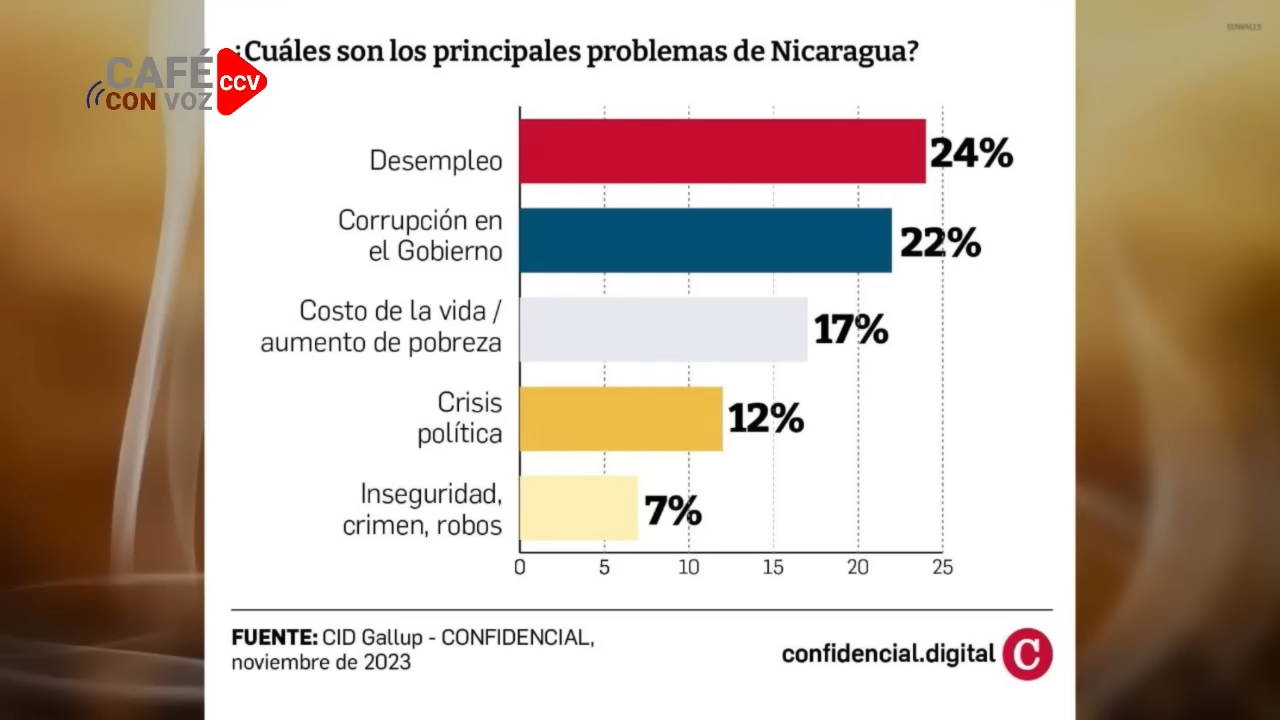 ¿Cuáles son los principales problemas de Nicaragua?
CAFÉ
CON VOZ
CCV
Desempleo
24%
Corrupción en
el Gobierno
22%
Costo de la vida /
aumento de pobreza
17%
Crisis
política
12%
Inseguridad,
crimen, robos
7%
0 5 10 15 20 25
FUENTE: CID Gallup - CONFIDENCIAL,
noviembre de 2023
confidencial.digital C